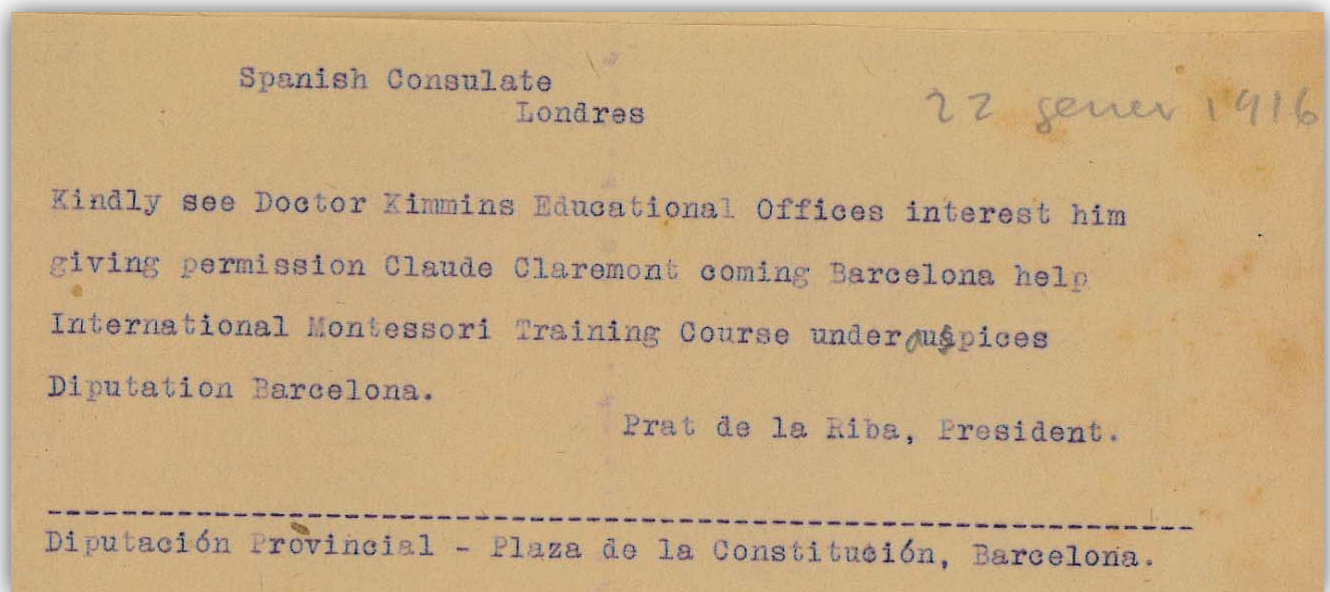 Spanish Consulate
Londres
22 gener 1916
Kindly see Doctor Kimmins Educational Offices interest him
giving permission Claude Claremont coming Barcelona help
International Montessori Training Course under auspices
Diputation Barcelona.
Prat de la Riba, President.
Diputación Provincial - Plaza de la Constitución, Barcelona.